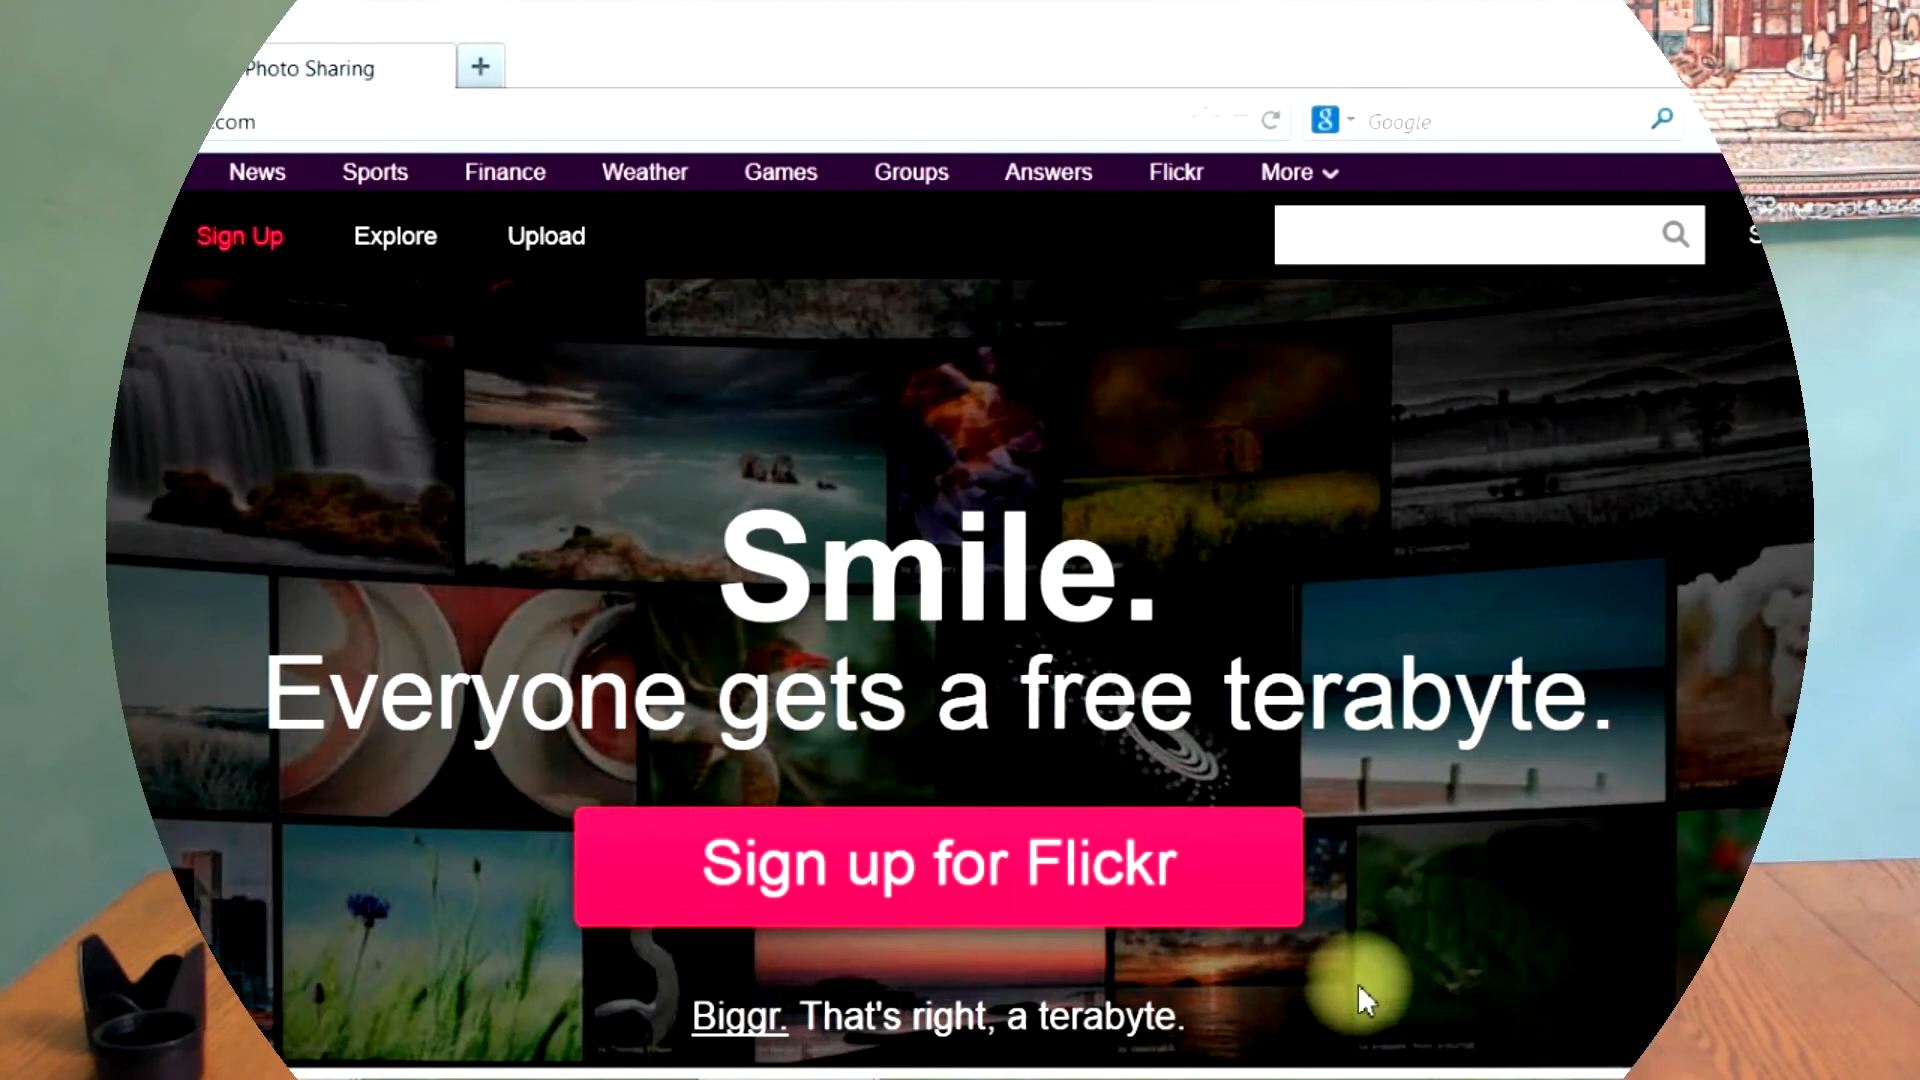 Photo Sharing
.com
Google
News Sports Finance Weather Games Groups Answers Flickr More
Sign Up Explore Upload
Smile.
Everyone gets a free terabyte.
Sign up for Flickr
Biggr. That's right, a terabyte.